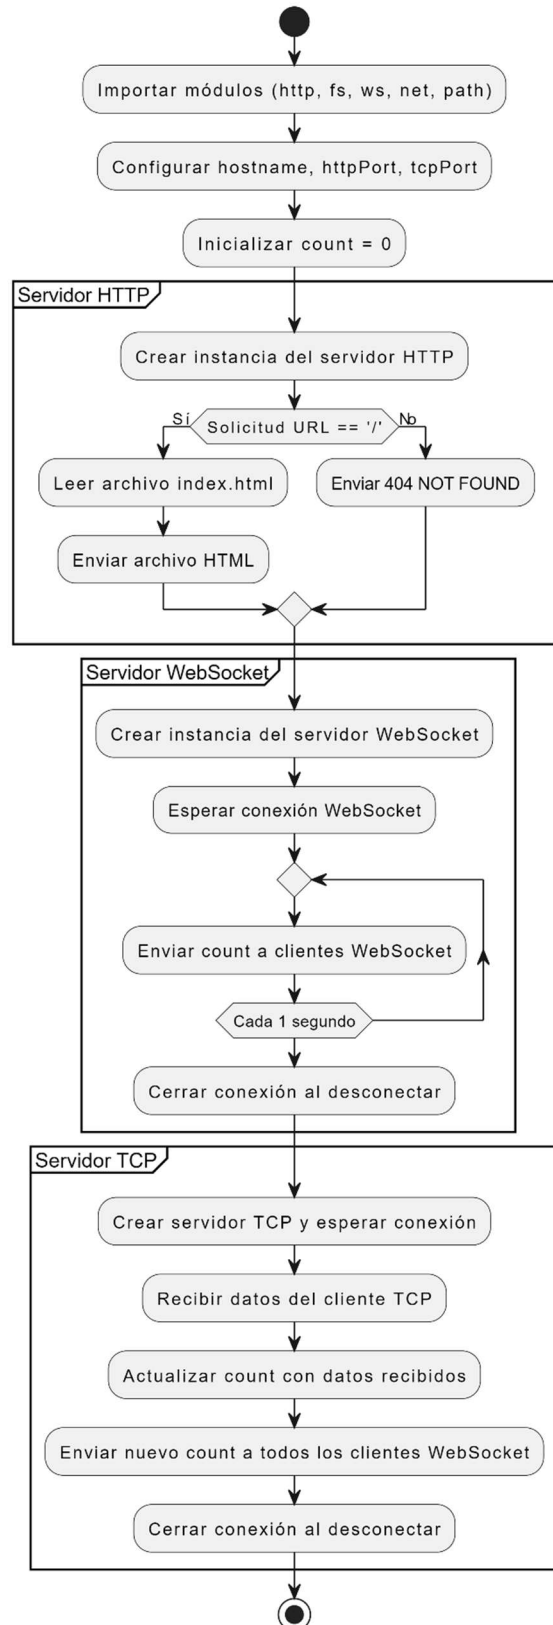 Importar módulos (http, fs, ws, net, path)
Configurar hostname, httpPort, tcpPort
Inicializar count = 0
Servidor HTTP
Crear instancia del servidor HTTP
Sí
Solicitud URL == '/'
No
Leer archivo index.html
Enviar 404 NOT FOUND
Enviar archivo HTML
Servidor WebSocket
Crear instancia del servidor WebSocket
Esperar conexión WebSocket
Enviar count a clientes WebSocket
Cada 1 segundo
Cerrar conexión al desconectar
Servidor TCP
Crear servidor TCP y esperar conexión
Recibir datos del cliente TCP
Actualizar count con datos recibidos
Enviar nuevo count a todos los clientes WebSocket
Cerrar conexión al desconectar